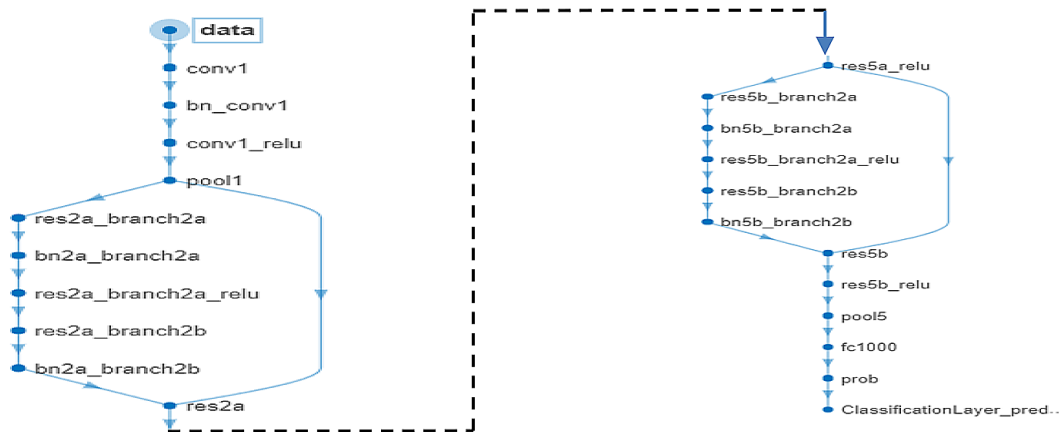 data
conv1
bn_conv1
conv1_relu
pool1
res2a_branch2a
bn2a_branch2a
res2a_branch2a_relu
res2a_branch2b
bn2a_branch2b
res2a
res5a_relu
res5b_branch2a
bn5b_branch2a
res5b_branch2a_relu
res5b_branch2b
bn5b_branch2b
res5b
res5b_relu
pool5
fc1000
prob
ClassificationLayer_pred...